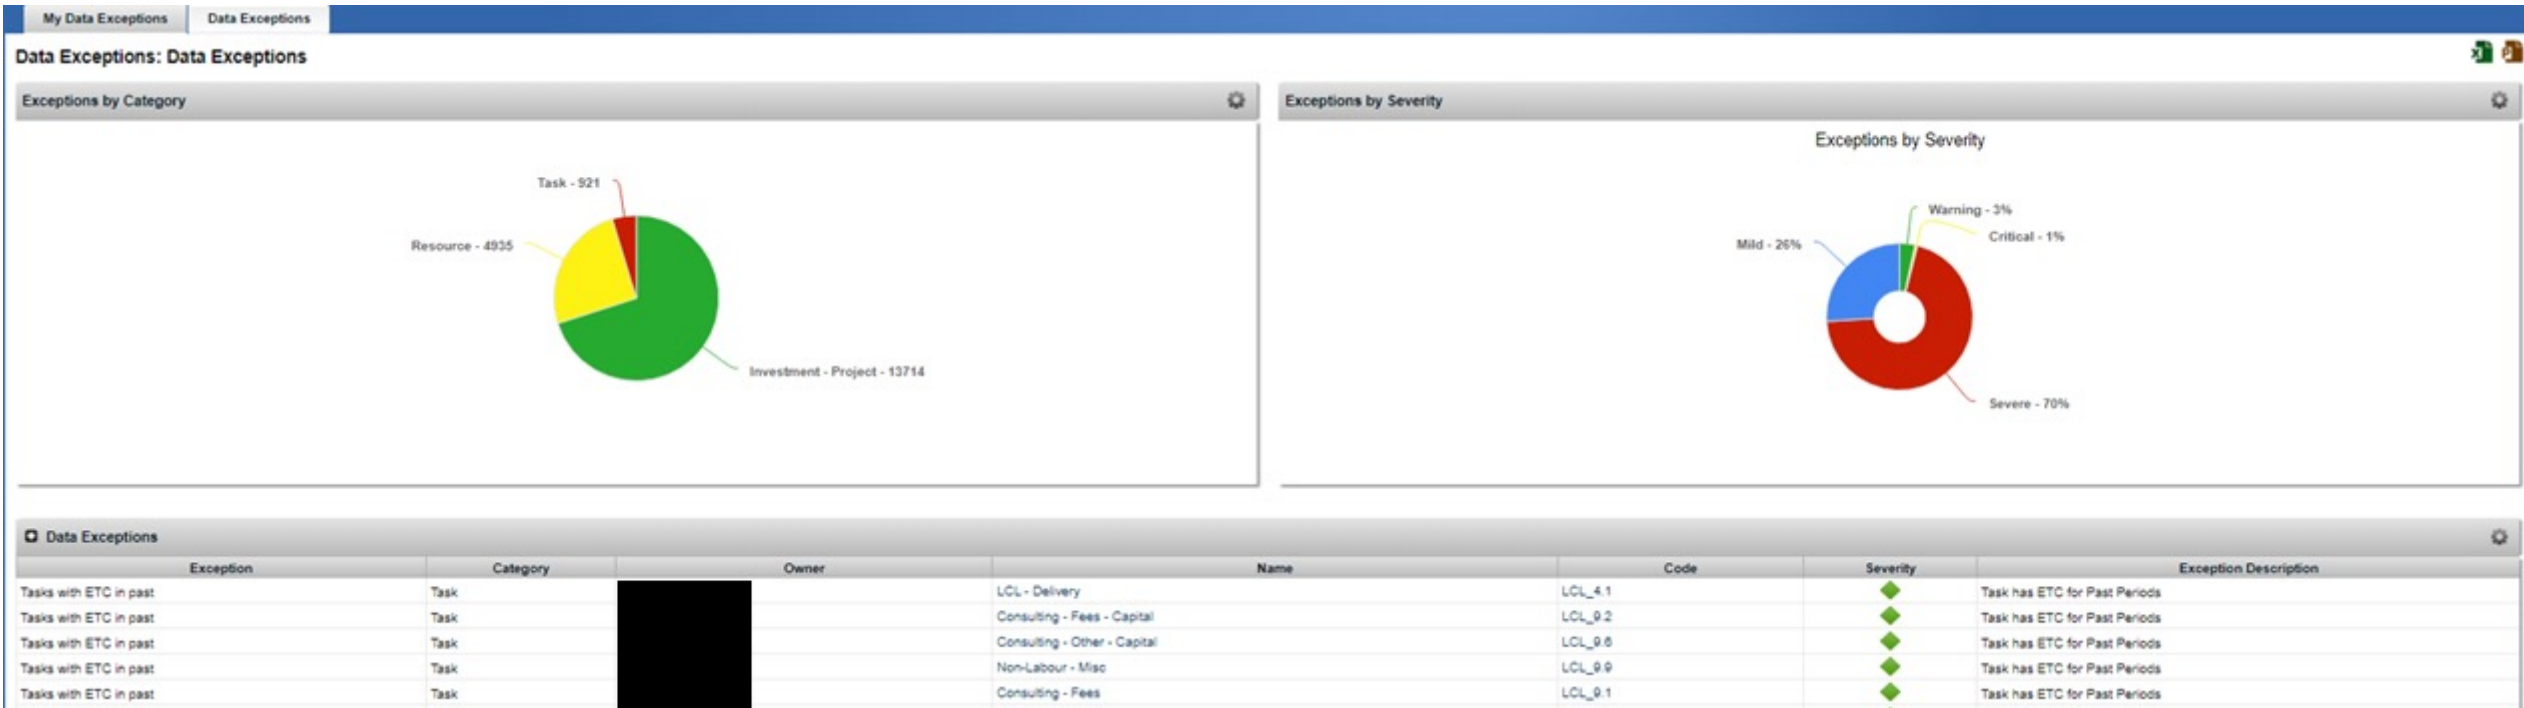 My Data Exceptions Data Exceptions
Data Exceptions: Data Exceptions
Exceptions by Category
Task - 921
Resource - 4935
Investment - Project - 13714
Exceptions by Severity
Exceptions by Severity
Warning - 3%
Critical - 1%
Mild - 26%
Severe - 70%
Data Exceptions
Exception Category Owner Name Code Severity Exception Description
Tasks with ETC in past Task LCL - Delivery LCL_4.1 Task has ETC for Past Periods
Tasks with ETC in past Task Consulting - Fees - Capital LCL_9.2 Task has ETC for Past Periods
Tasks with ETC in past Task Consulting - Other - Capital LCL_9.6 Task has ETC for Past Periods
Tasks with ETC in past Task Non-Labour - Misc LCL_9.9 Task has ETC for Past Periods
Tasks with ETC in past Task Consulting - Fees LCL_9.1 Task has ETC for Past Periods